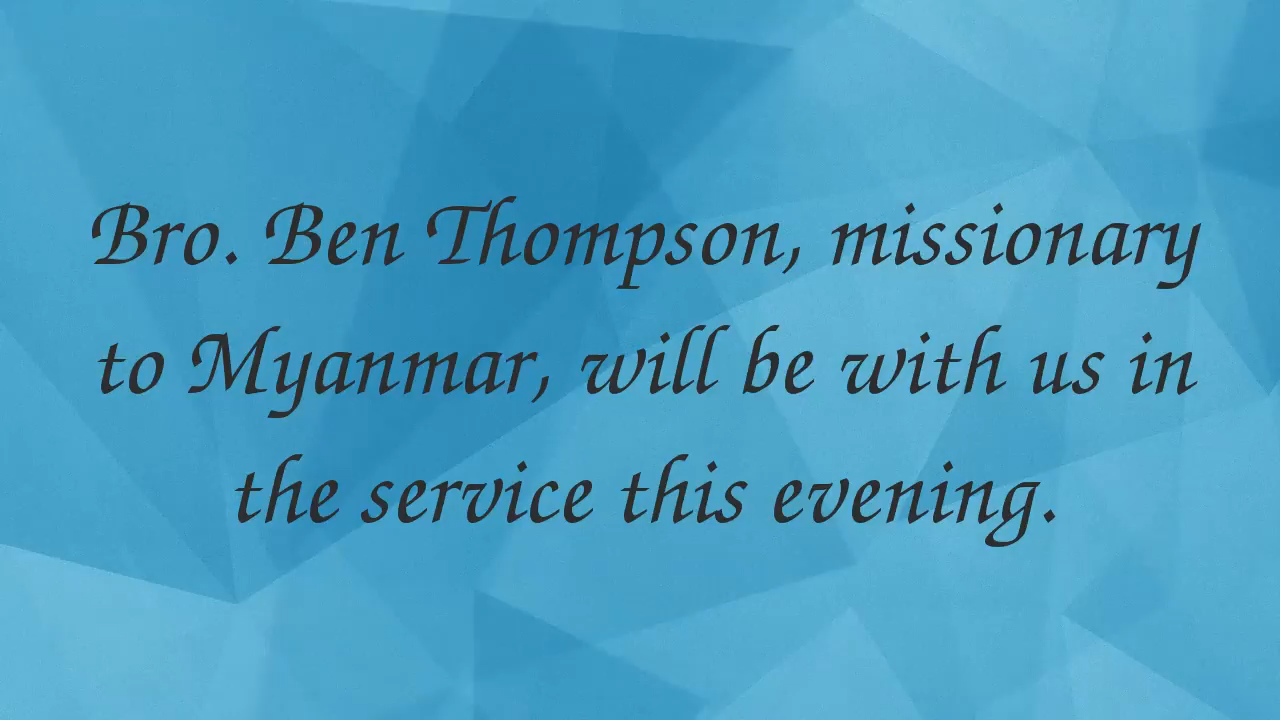 Bro. Ben Thompson, missionary
to Myanmar, will be with us in
the service this evening.